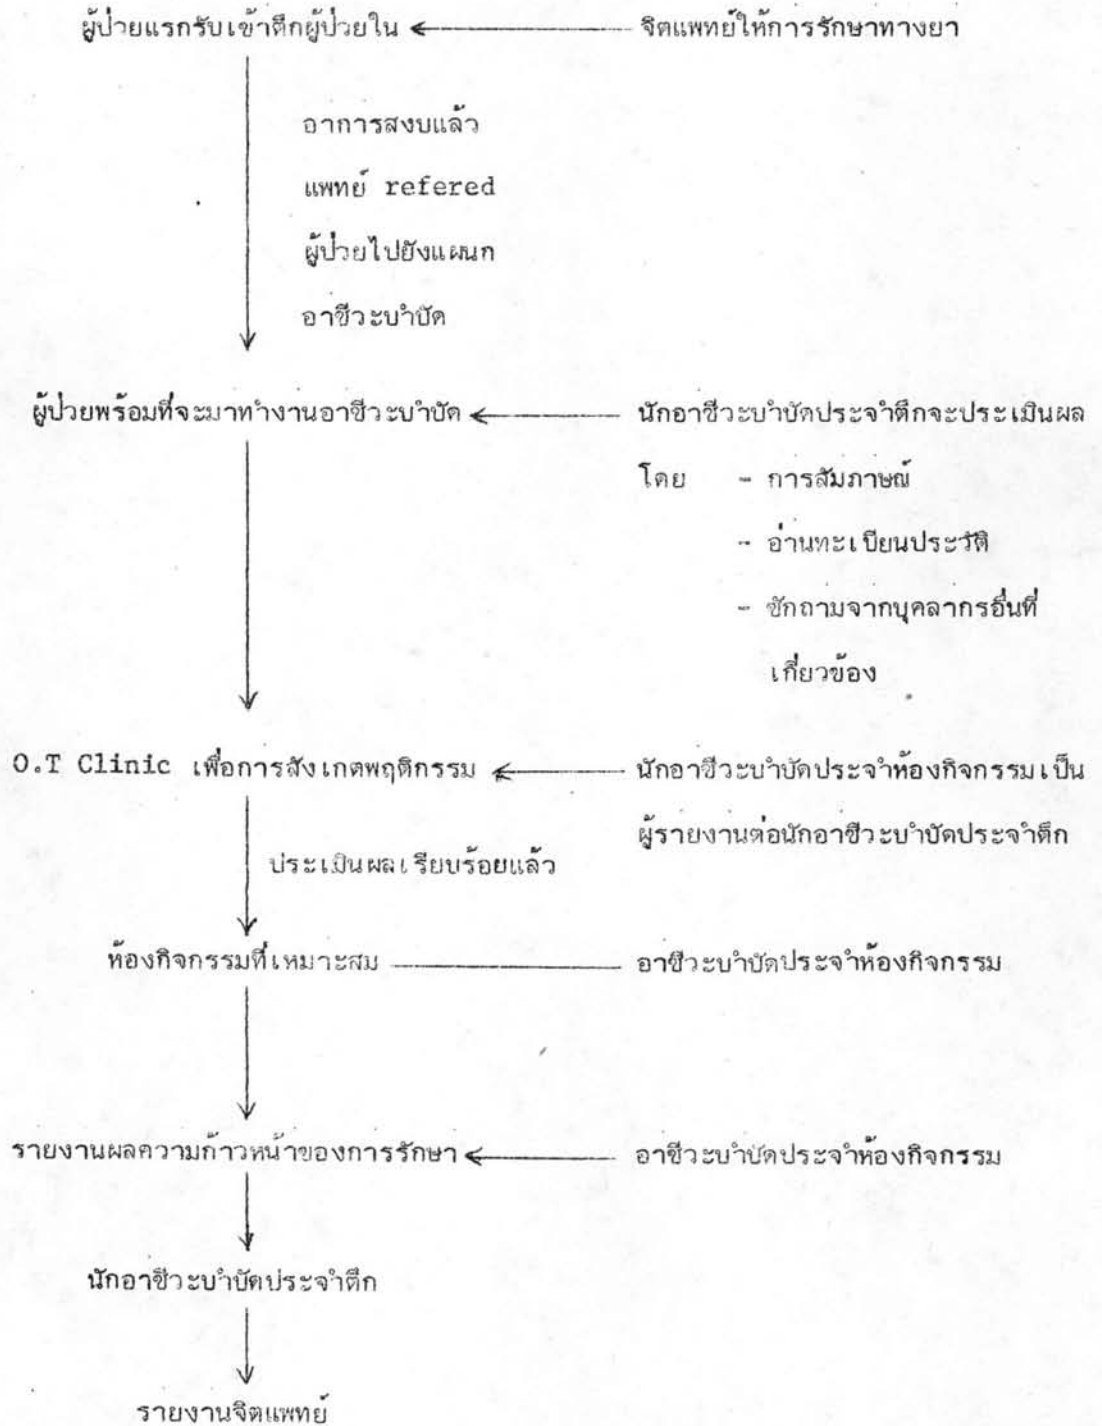 ผู้ป่วยแรกรับเข้าตึกผู้ป่วยใน จิตแพทย์ให้การรักษาทางยา
อาการสงบแล้ว
แพทย์ refered
ผู้ป่วยไปยังแผนก
อาชีวะบำบัด
ผู้ป่วยพร้อมที่จะมาทำงานอาชีวะบำบัด นักอาชีวะบำบัดประจำตึกจะประเมินผล
โดย - การสัมภาษณ์
- อ่านทะเบียนประวัติ
- ซักถามจากบุคลากรอื่นที่
เกี่ยวข้อง
O.T Clinic เพื่อการสังเกตพฤติกรรม นักอาชีวะบำบัดประจำห้องกิจกรรมเป็น
ผู้รายงานต่อนักอาชีวะบำบัดประจำตึก
ประเมินผลเรียบร้อยแล้ว
ห้องกิจกรรมที่เหมาะสม อาชีวะบำบัดประจำห้องกิจกรรม
รายงานผลความก้าวหน้าของการรักษา อาชีวะบำบัดประจำห้องกิจกรรม
นักอาชีวะบำบัดประจำตึก
รายงานจิตแพทย์